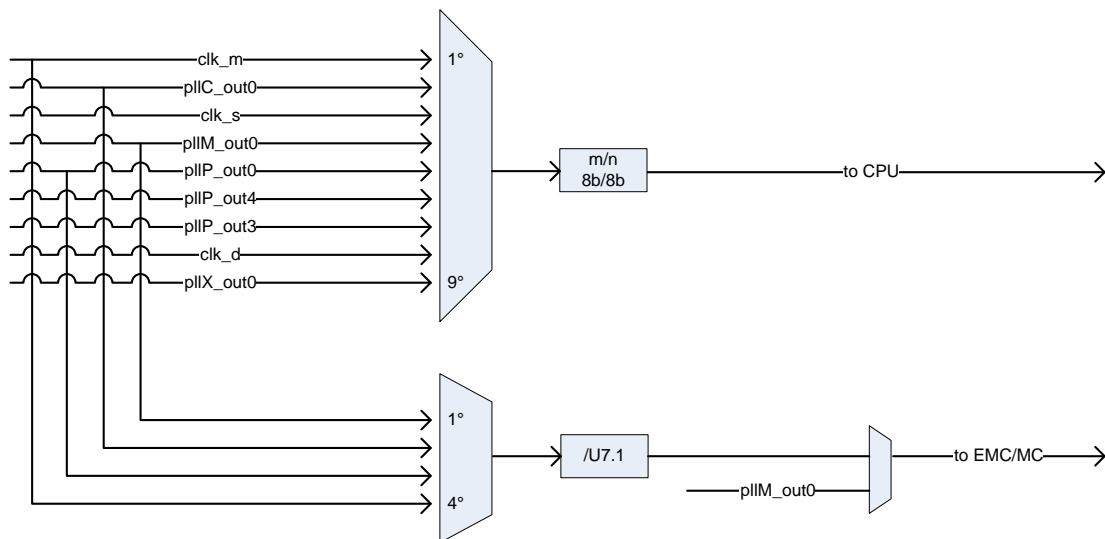 clk_m
1°
pllC_out0
clk_s
pllM_out0
pllP_out0
pllP_out4
pllP_out3
clk_d
pllX_out0
9°
m/n
8b/8b
to CPU
1°
4°
/U7.1
pllM_out0
to EMC/MC